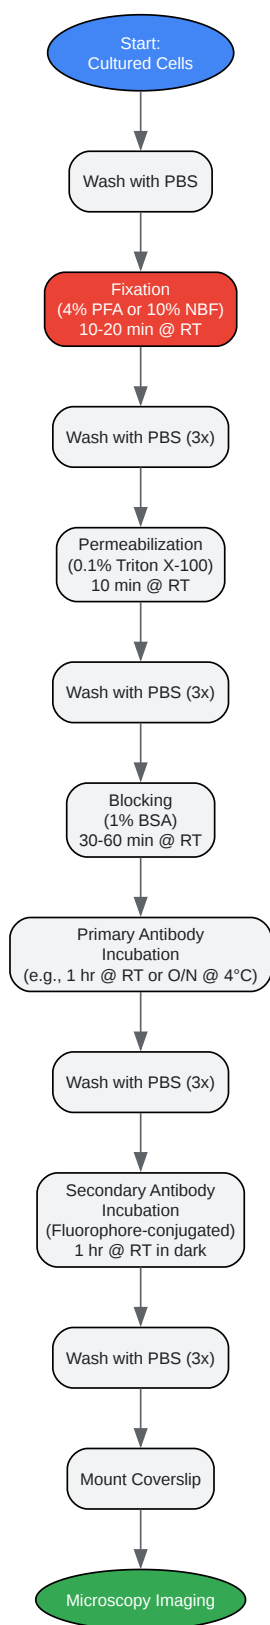 Start:
Cultured Cells
Wash with PBS
Fixation
(4% PFA or 10% NBF)
10-20 min @ RT
Wash with PBS (3x)
Permeabilization
(0.1% Triton X-100)
10 min @ RT
Wash with PBS (3x)
Blocking
(1% BSA)
30-60 min @ RT
Primary Antibody
Incubation
(e.g., 1 hr @ RT or O/N @ 4°C)
Wash with PBS (3x)
Secondary Antibody
Incubation
(Fluorophore-conjugated)
1 hr @ RT in dark
Wash with PBS (3x)
Mount Coverslip
Microscopy Imaging